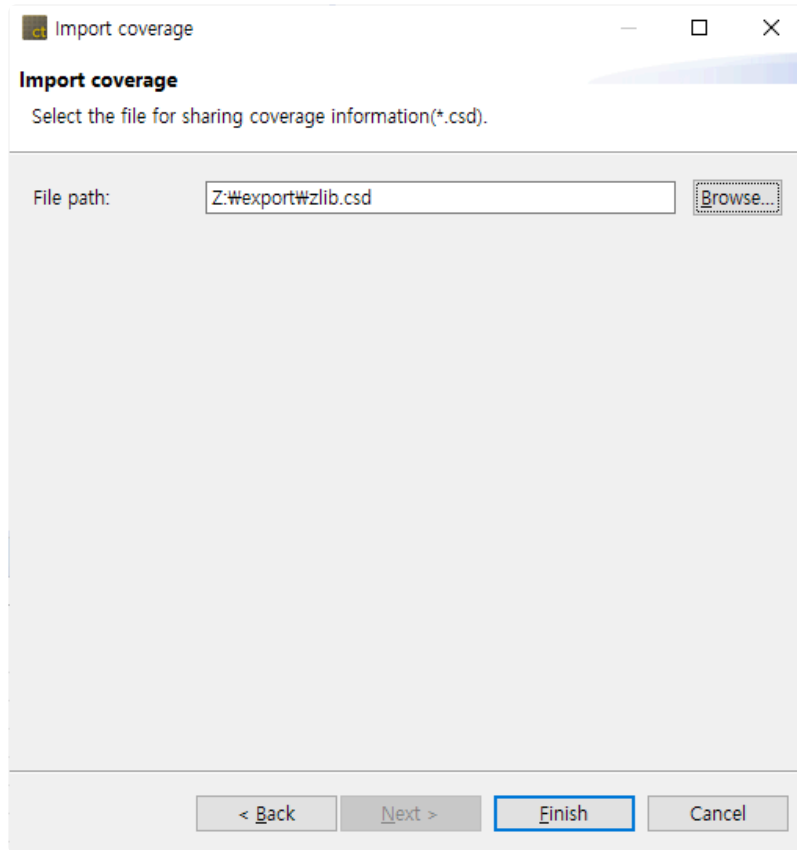 ct Import coverage
Import coverage
Select the file for sharing coverage information(*.csd).
File path: Z:₩export₩zlib.csd Browse...
< Back Next > Finish Cancel